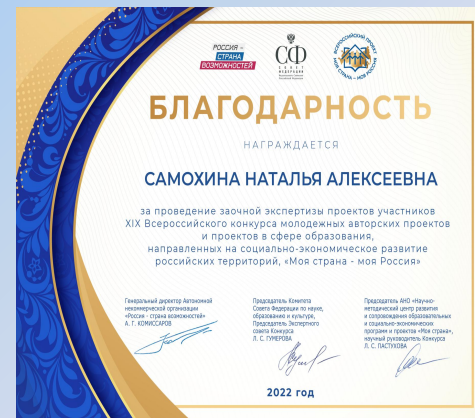 РОССИЯ –
СТРАНА
ВОЗМОЖНОСТЕЙ
СФ
СОВЕТ
ФЕДЕРАЦИИ
ВСЕРОССИЙСКИЙ ПРОЕКТ
МОЯ СТРАНА – МОЯ РОССИЯ
БЛАГОДАРНОСТЬ
НАГРАЖДАЕТСЯ
САМОХИНА НАТАЛЬЯ АЛЕКСЕЕВНА
за проведение заочной экспертизы проектов участников
XIX Всероссийского конкурса молодежных авторских проектов
и проектов в сфере образования,
направленных на социально-экономическое развитие
российских территорий, «Моя страна - моя Россия»
Генеральный директор Автономной
некоммерческой организации
«Россия - страна возможностей»
А. Г. КОМИССАРОВ
Председатель Комитета
Совета Федерации по науке,
образованию и культуре,
Председатель Экспертного
совета Конкурса
Л. С. ГУМЕРОВА
Председатель АНО «Научно-
методический центр развития
и сопровождения образовательных
и социально-экономических
программ и проектов «Моя страна»,
научный руководитель Конкурса
Л. С. ПАСТУХОВА
2022 год